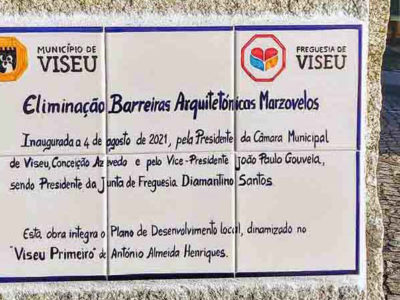 MUNICÍPIO DE
VISEU
FREGUESIA DE
VISEU
Eliminação Barreiras Arquitetónicas Marzovelos
Inaugurada a 4 de agosto de 2021, pela Presidente da Câmara Municipal
de Viseu, Conceição Azevedo e pelo Vice-Presidente João Paulo Gouveia,
sendo Presidente da Junta de Freguesia Diamantino Santos
Esta obra integra o Plano de Desenvolvimento local, dinamizado no
"Viseu Primeiro" de António Almeida Henriques.